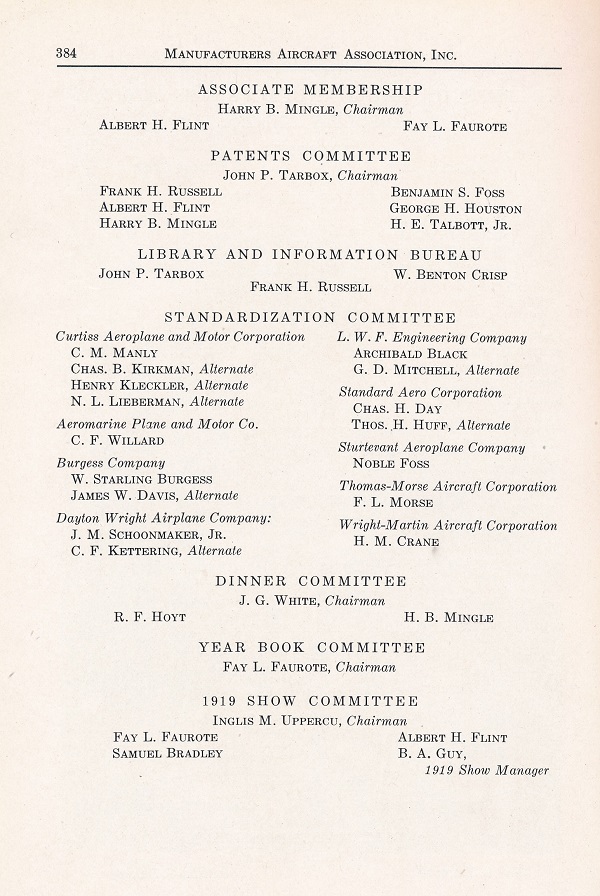 384 MANUFACTURERS AIRCRAFT ASSOCIATION, INC.
ASSOCIATE MEMBERSHIP
HARRY B. MINGLE, Chairman
ALBERT H. FLINT FAY L. FAUROTE
PATENTS COMMITTEE
JOHN P. TARBOX, Chairman
FRANK H. RUSSELL BENJAMIN S. FOSS
ALBERT H. FLINT GEORGE H. HOUSTON
HARRY B. MINGLE H. E. TALBOTT, JR.
LIBRARY AND INFORMATION BUREAU
JOHN P. TARBOX W. BENTON CRISP
FRANK H. RUSSELL
STANDARDIZATION COMMITTEE
Curtiss Aeroplane and Motor Corporation
C. M. MANLY
CHAS. B. KIRKMAN, Alternate
HENRY KLECKLER, Alternate
N. L. LIEBERMAN, Alternate
Aeromarine Plane and Motor Co.
C. F. WILLARD
Burgess Company
W. STARLING BURGESS
JAMES W. DAVIS, Alternate
Dayton Wright Airplane Company:
J. M. SCHOONMAKER, JR.
C. F. KETTERING, Alternate
L. W. F. Engineering Company
ARCHIBALD BLACK
G. D. MITCHELL, Alternate
Standard Aero Corporation
CHAS. H. DAY
THOS. H. HUFF, Alternate
Sturtevant Aeroplane Company
NOBLE FOSS
Thomas-Morse Aircraft Corporation
F. L. MORSE
Wright-Martin Aircraft Corporation
H. M. CRANE
DINNER COMMITTEE
J. G. WHITE, Chairman
R. F. HOYT H. B. MINGLE
YEAR BOOK COMMITTEE
FAY L. FAUROTE, Chairman
1919 SHOW COMMITTEE
INGLIS M. UPPERCU, Chairman
FAY L. FAUROTE ALBERT H. FLINT
SAMUEL BRADLEY B. A. GUY,
1919 Show Manager